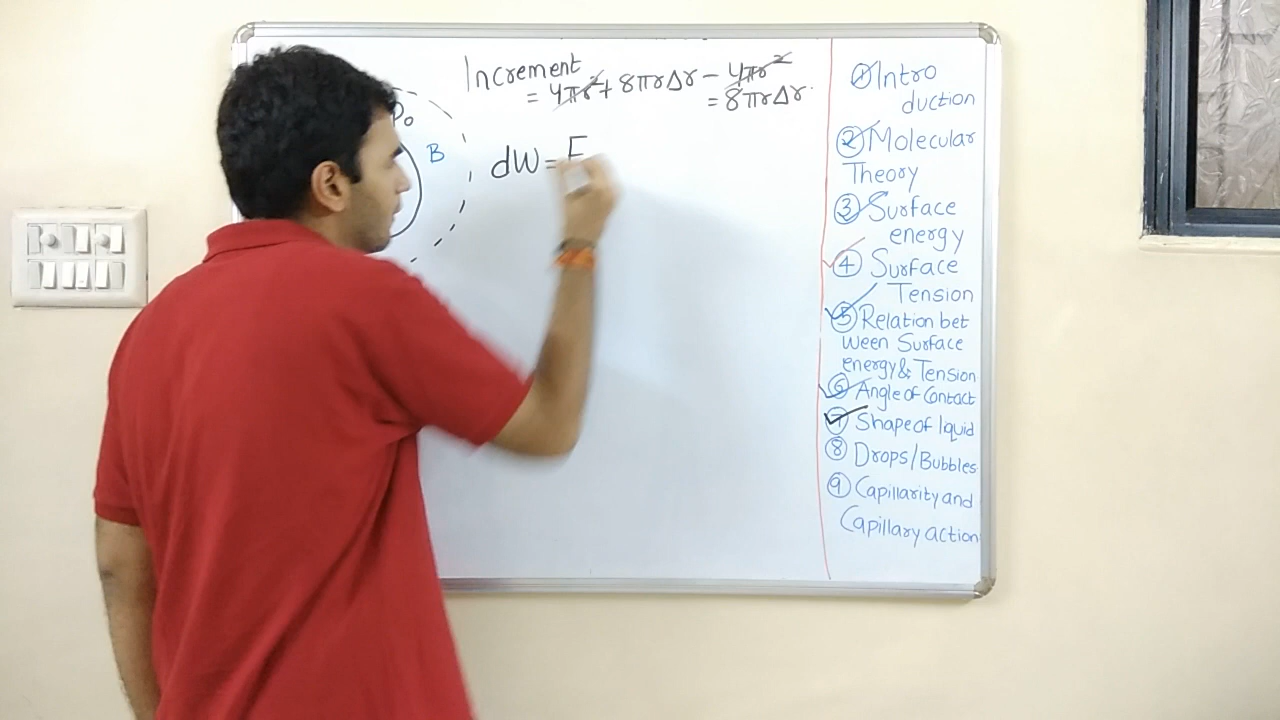 Increment
= 4πr² + 8πrΔr − 4πr²
= 8πrΔr
P₀
B
dW = F
① Intro
duction
② Molecular
Theory
③ Surface
energy
④ Surface
Tension
⑤ Relation bet
ween Surface
energy & Tension
⑥ Angle of Contact
⑦ Shape of liquid
⑧ Drops/Bubbles
⑨ Capillarity and
Capillary action